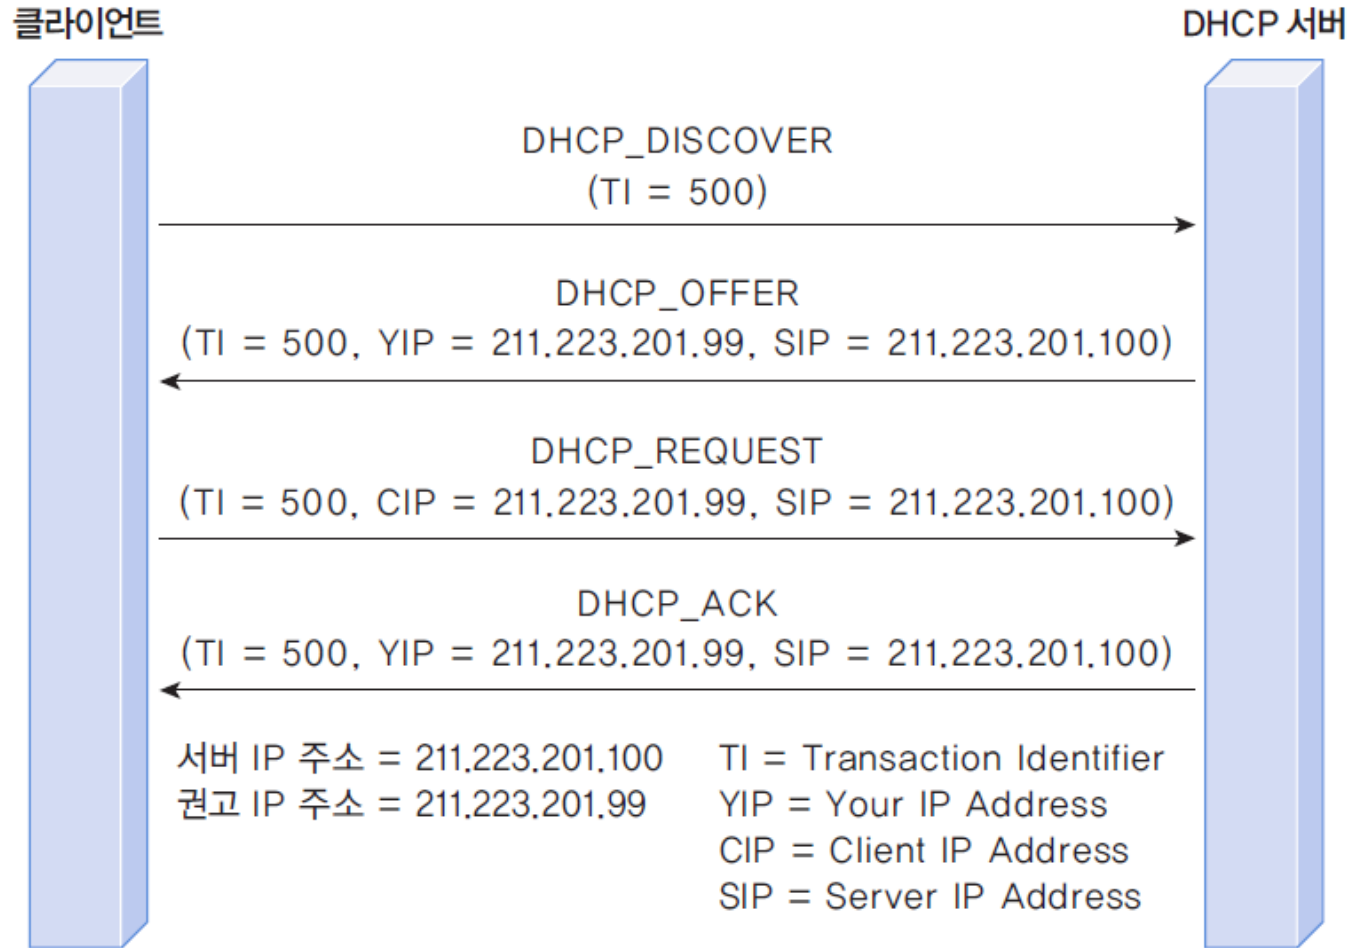 클라이언트
DHCP 서버
DHCP_DISCOVER
(TI = 500)
DHCP_OFFER
(TI = 500, YIP = 211.223.201.99, SIP = 211.223.201.100)
DHCP_REQUEST
(TI = 500, CIP = 211.223.201.99, SIP = 211.223.201.100)
DHCP_ACK
(TI = 500, YIP = 211.223.201.99, SIP = 211.223.201.100)
서버 IP 주소 = 211.223.201.100
권고 IP 주소 = 211.223.201.99
TI = Transaction Identifier
YIP = Your IP Address
CIP = Client IP Address
SIP = Server IP Address